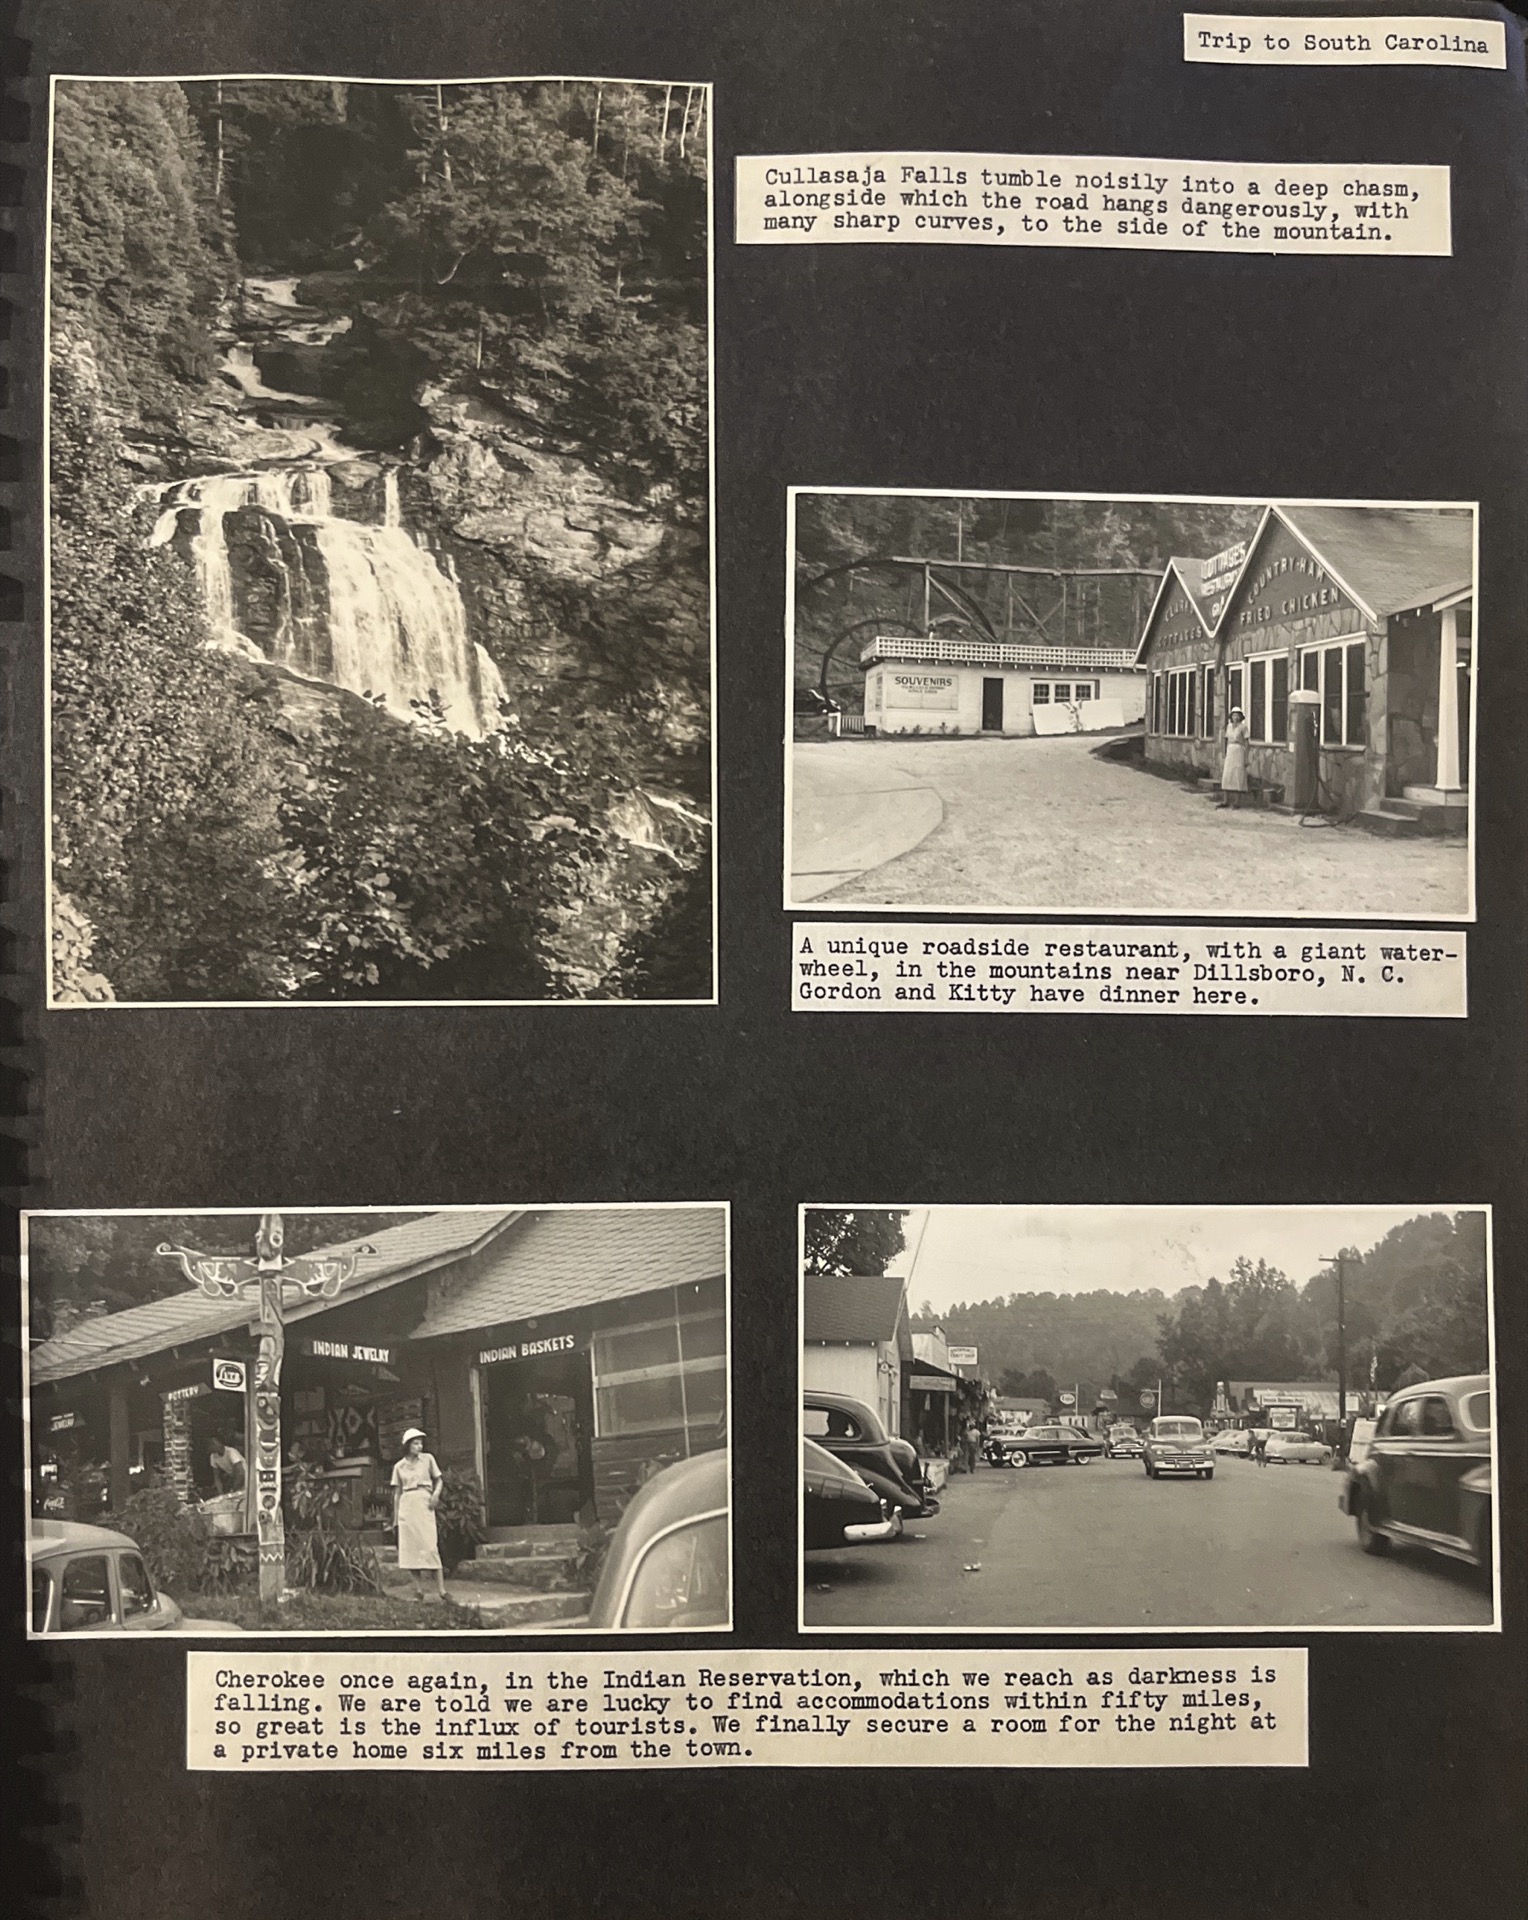 Trip to South Carolina
Cullasaja Falls tumble noisily into a deep chasm,
alongside which the road hangs dangerously, with
many sharp curves, to the side of the mountain.
COTTAGES
RESTAURANT
COUNTRY HAM
FRIED CHICKEN
CLARK
COTTAGES
SOUVENIRS
A unique roadside restaurant, with a giant water-
wheel, in the mountains near Dillsboro, N. C.
Gordon and Kitty have dinner here.
INDIAN JEWELRY
INDIAN BASKETS
POTTERY
JEWELRY
Cherokee once again, in the Indian Reservation, which we reach as darkness is
falling. We are told we are lucky to find accommodations within fifty miles,
so great is the influx of tourists. We finally secure a room for the night at
a private home six miles from the town.